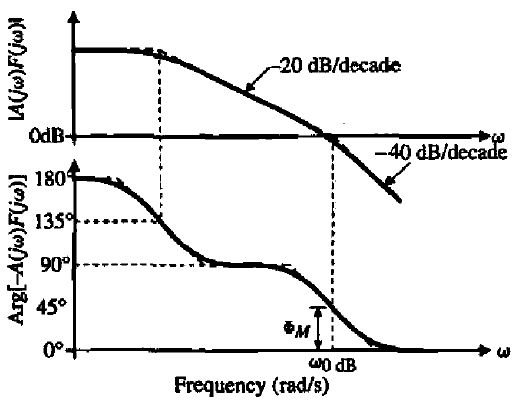 |A(jω)F(jω)|
-20 dB/decade
0dB
ω
-40 dB/decade
Arg[-A(jω)F(jω)]
180°
135°
90°
45°
0°
Φ_M
ω
ω0 dB
Frequency (rad/s)